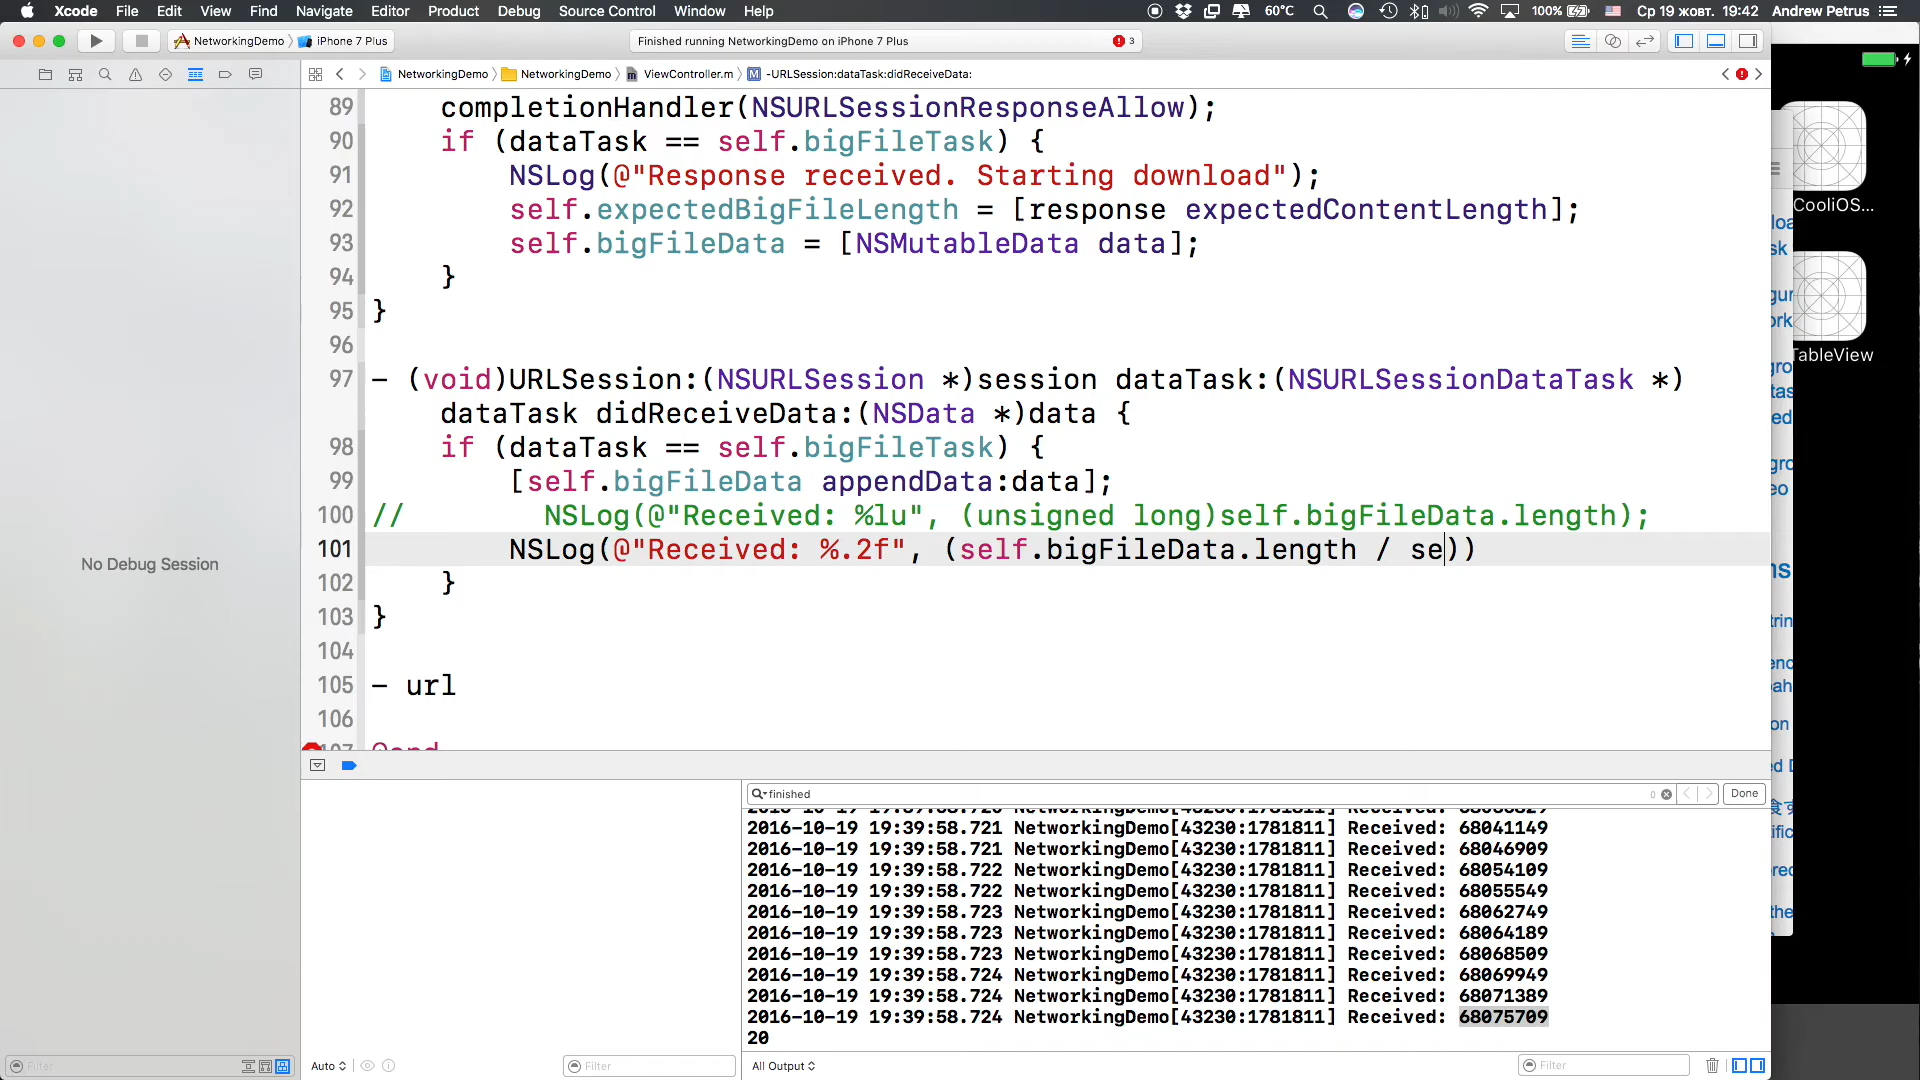 Xcode File Edit View Find Navigate Editor Product Debug Source Control Window Help 60°C 100% Ср 19 жовт. 19:42 Andrew Petrus
NetworkingDemo iPhone 7 Plus Finished running NetworkingDemo on iPhone 7 Plus 3
NetworkingDemo NetworkingDemo ViewController.m M -URLSession:dataTask:didReceiveData:
89 completionHandler(NSURLSessionResponseAllow);
90 if (dataTask == self.bigFileTask) {
91 NSLog(@"Response received. Starting download");
92 self.expectedBigFileLength = [response expectedContentLength];
93 self.bigFileData = [NSMutableData data];
94 }
95 }
96
97 - (void)URLSession:(NSURLSession *)session dataTask:(NSURLSessionDataTask *)
dataTask didReceiveData:(NSData *)data {
98 if (dataTask == self.bigFileTask) {
99 [self.bigFileData appendData:data];
100 // NSLog(@"Received: %lu", (unsigned long)self.bigFileData.length);
101 NSLog(@"Received: %.2f", (self.bigFileData.length / se))
102 }
103 }
104
105 - url
106
107 @end
No Debug Session
CooliOS...
TableView
finished 0 Done
2016-10-19 19:39:58.721 NetworkingDemo[43230:1781811] Received: 68041149
2016-10-19 19:39:58.721 NetworkingDemo[43230:1781811] Received: 68046909
2016-10-19 19:39:58.722 NetworkingDemo[43230:1781811] Received: 68054109
2016-10-19 19:39:58.722 NetworkingDemo[43230:1781811] Received: 68055549
2016-10-19 19:39:58.723 NetworkingDemo[43230:1781811] Received: 68062749
2016-10-19 19:39:58.723 NetworkingDemo[43230:1781811] Received: 68064189
2016-10-19 19:39:58.723 NetworkingDemo[43230:1781811] Received: 68068509
2016-10-19 19:39:58.724 NetworkingDemo[43230:1781811] Received: 68069949
2016-10-19 19:39:58.724 NetworkingDemo[43230:1781811] Received: 68071389
2016-10-19 19:39:58.724 NetworkingDemo[43230:1781811] Received: 68075709
20
Filter Auto Filter All Output Filter